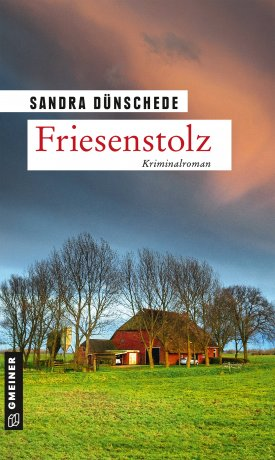 SANDRA DÜNSCHEDE
Friesenstolz
Kriminalroman
GMEINER